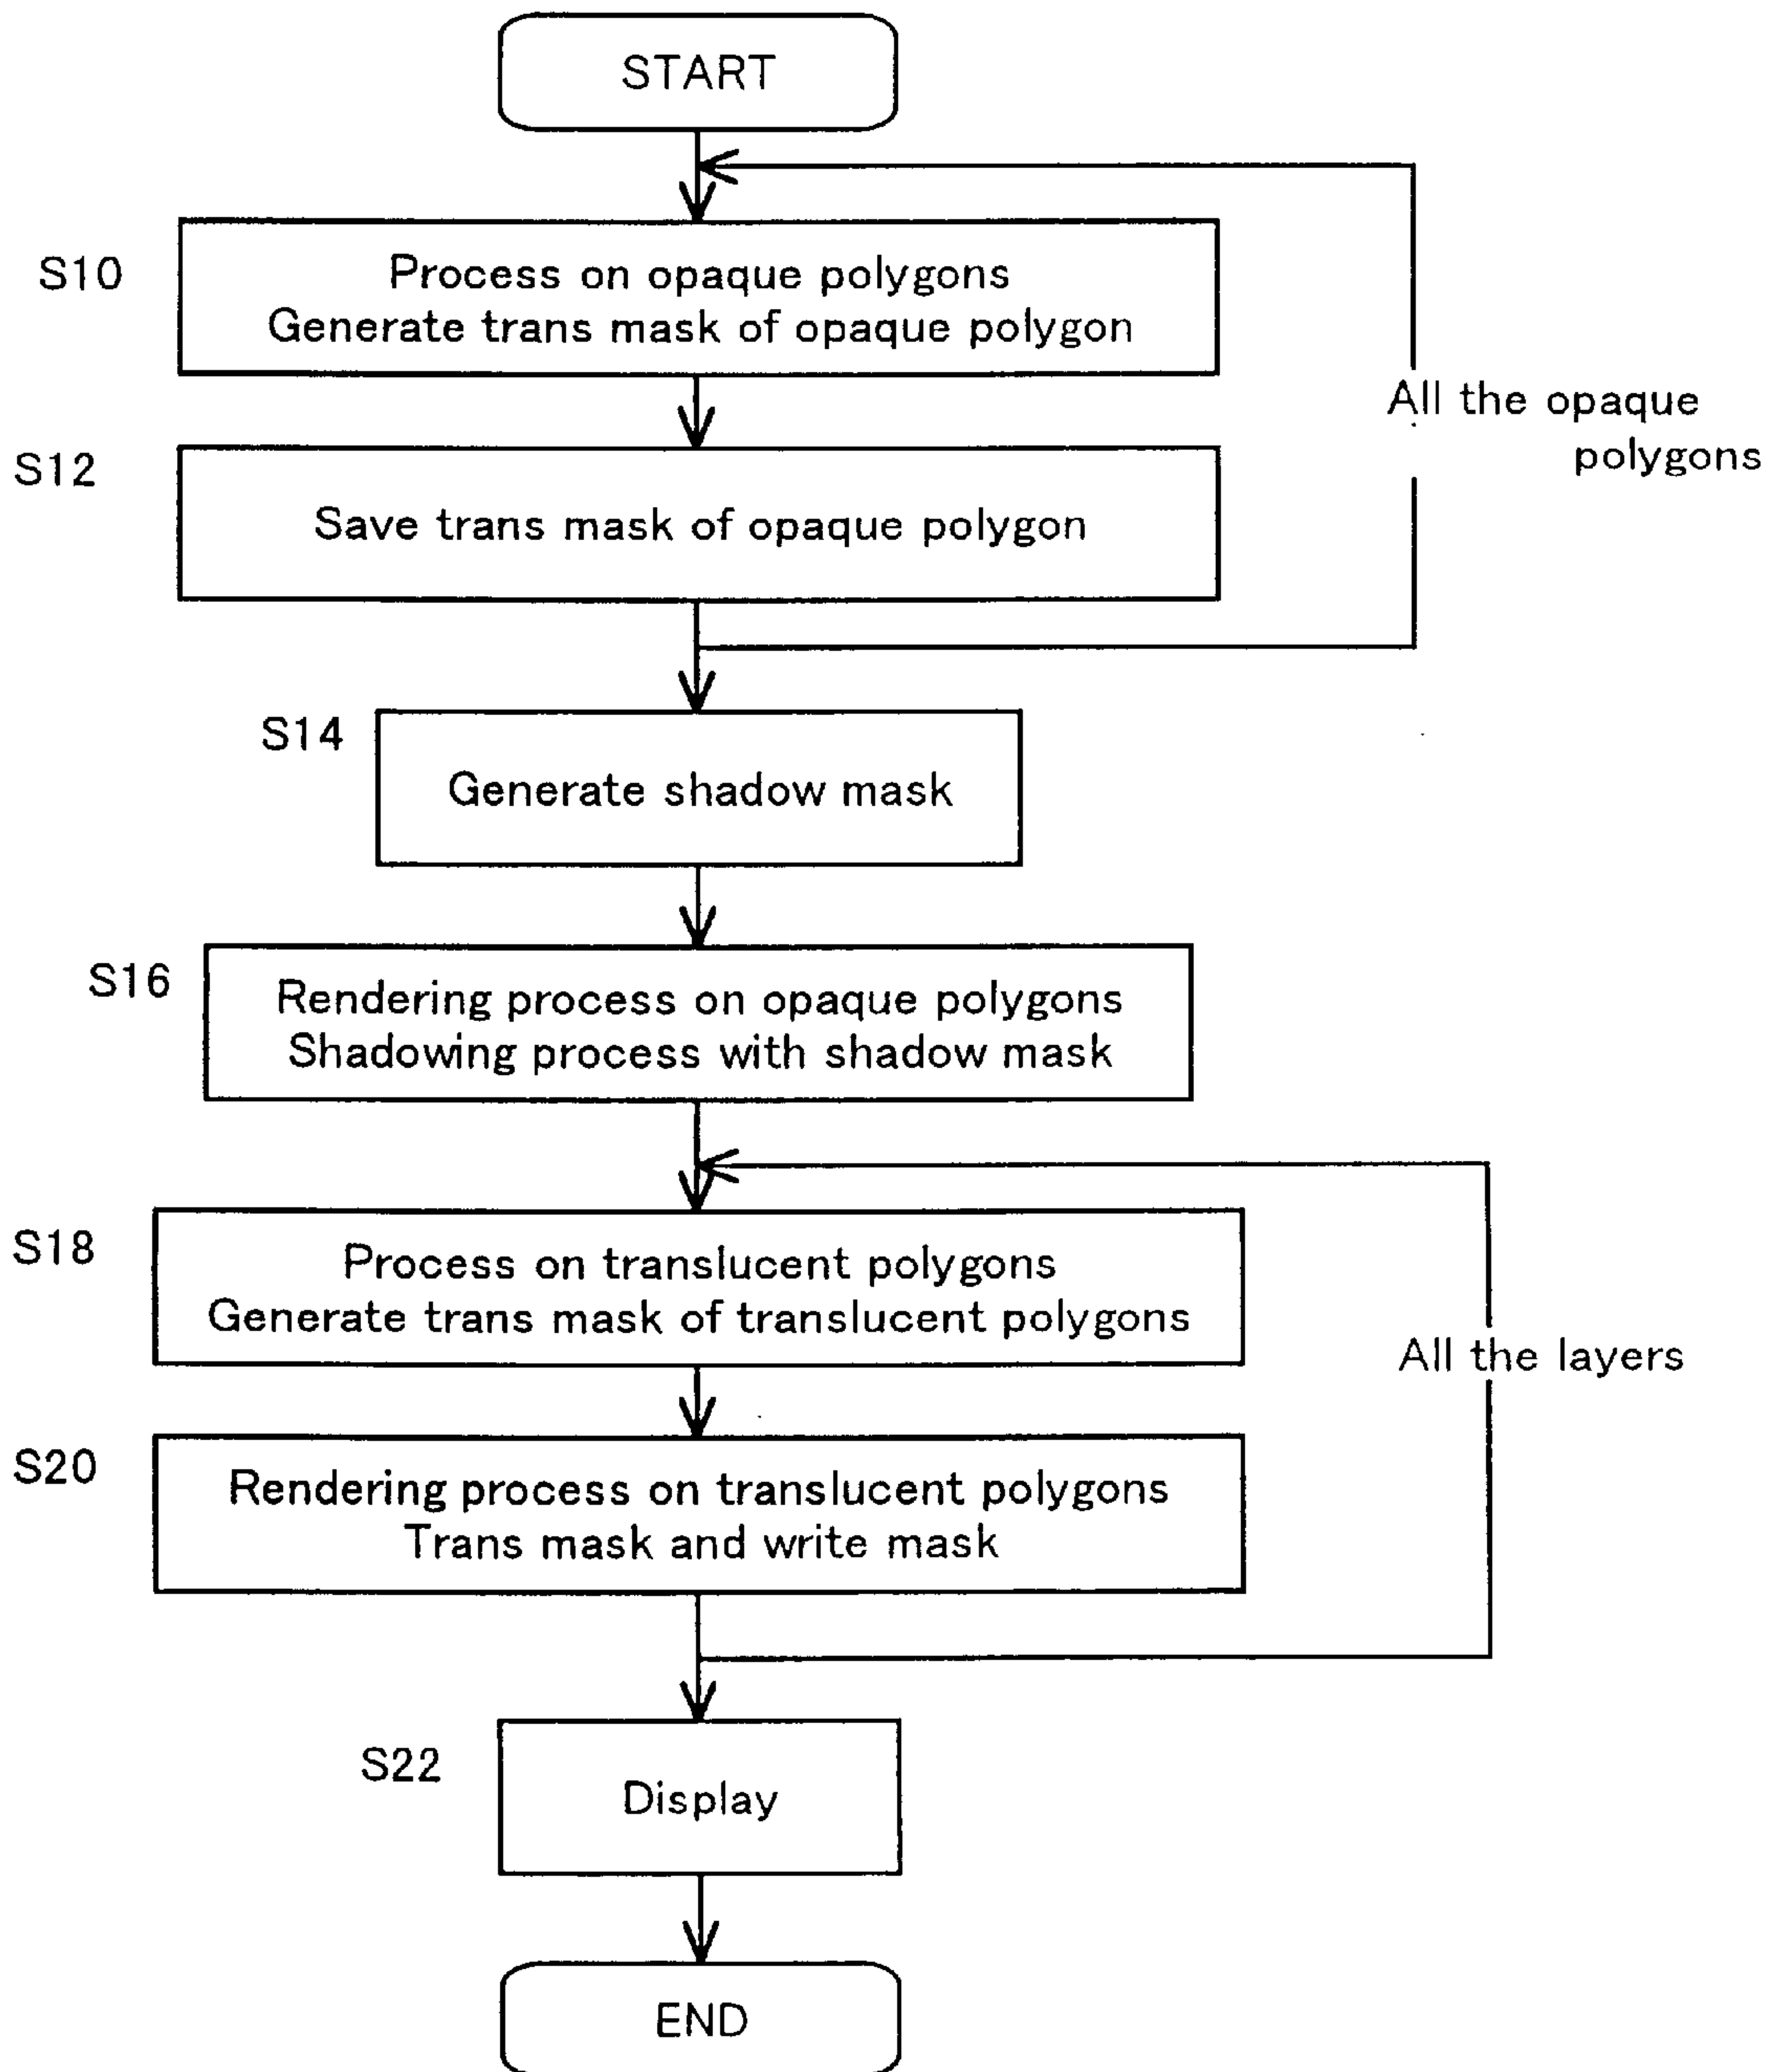 START
S10
Process on opaque polygons
Generate trans mask of opaque polygon
All the opaque
polygons
S12
Save trans mask of opaque polygon
S14
Generate shadow mask
S16
Rendering process on opaque polygons
Shadowing process with shadow mask
S18
Process on translucent polygons
Generate trans mask of translucent polygons
All the layers
S20
Rendering process on translucent polygons
Trans mask and write mask
S22
Display
END